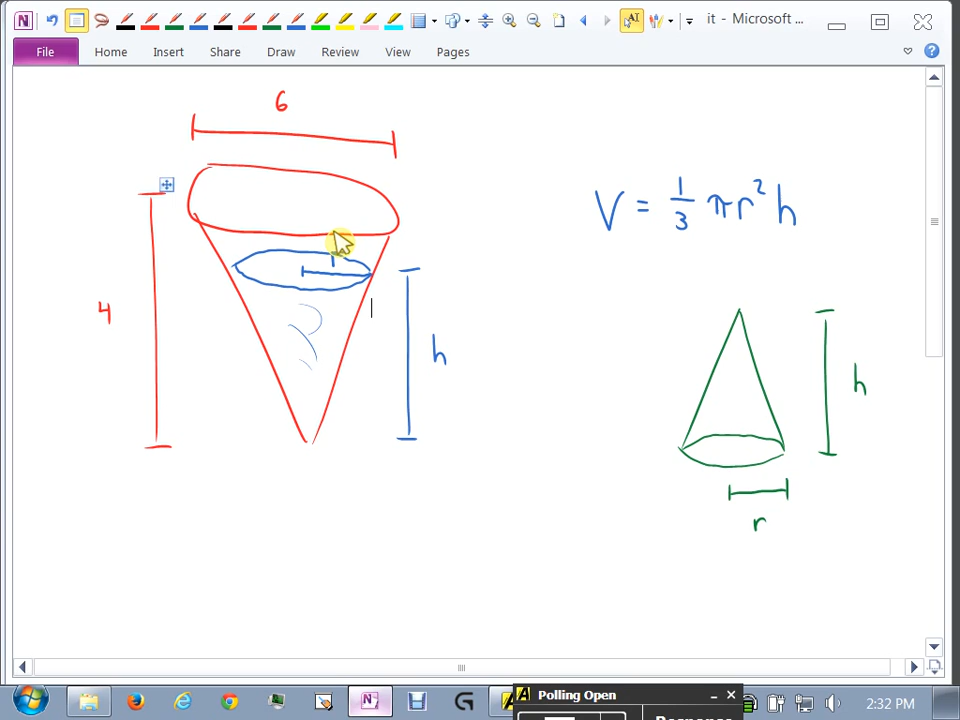 it - Microsoft ...
File Home Insert Share Draw Review View Pages
6
V = 1/3 πr² h
4
r
h
h
r
Polling Open
2:32 PM